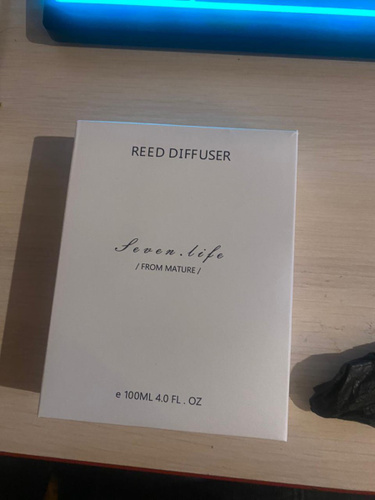 REED DIFFUSER
Seven.life
/ FROM MATURE /
e 100ML 4.0 FL . OZ